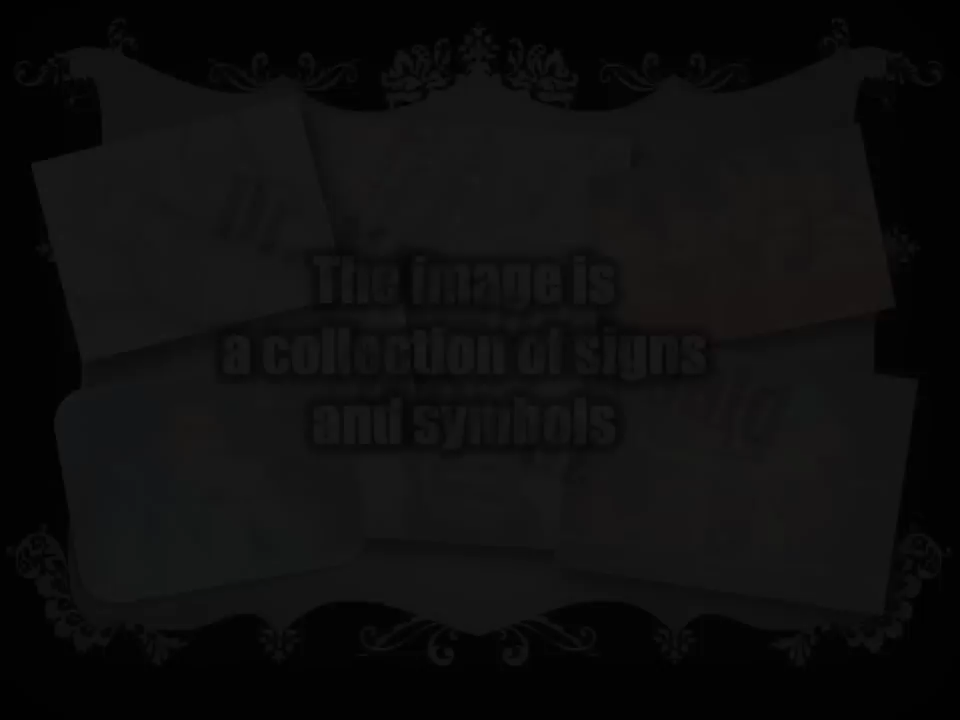 The image is
a collection of signs
and symbols